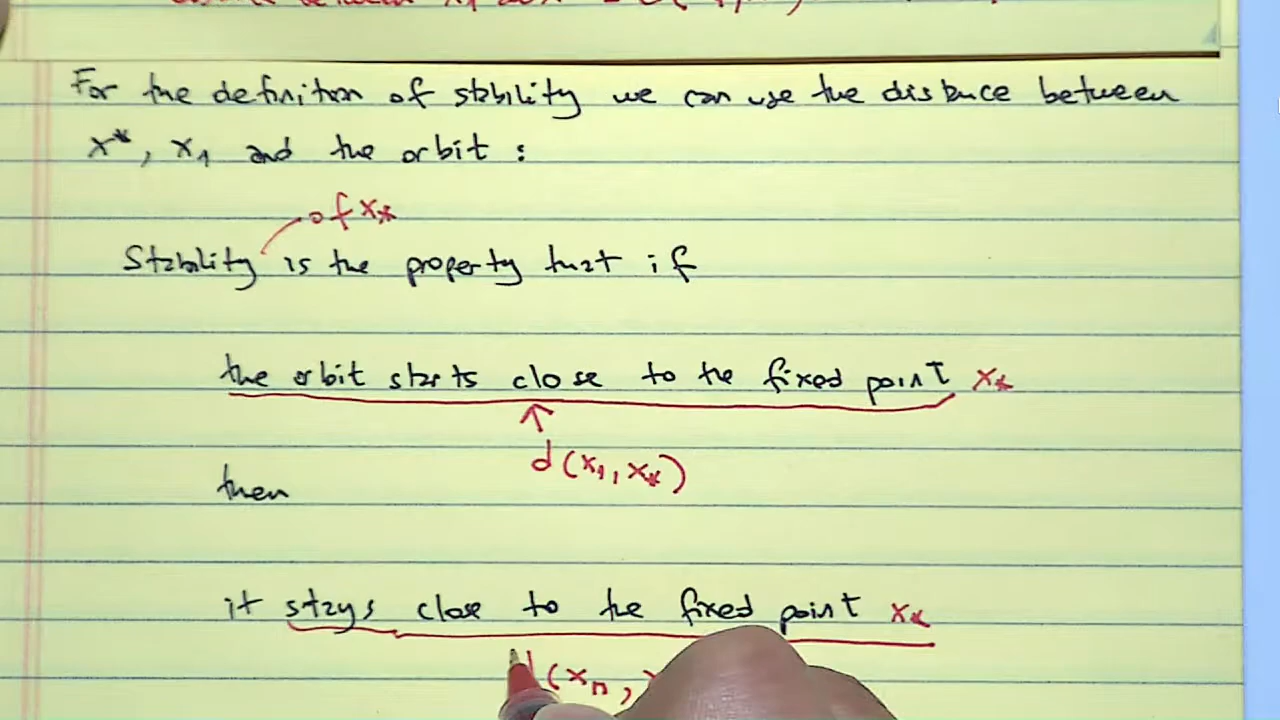 For the definition of stability we can use the distance between
x*, x₁ and the orbit :
of x*
Stability is the property that if
the orbit starts close to the fixed point x*
d(x₁, x*)
then
it stays close to the fixed point x*
d(xₙ,